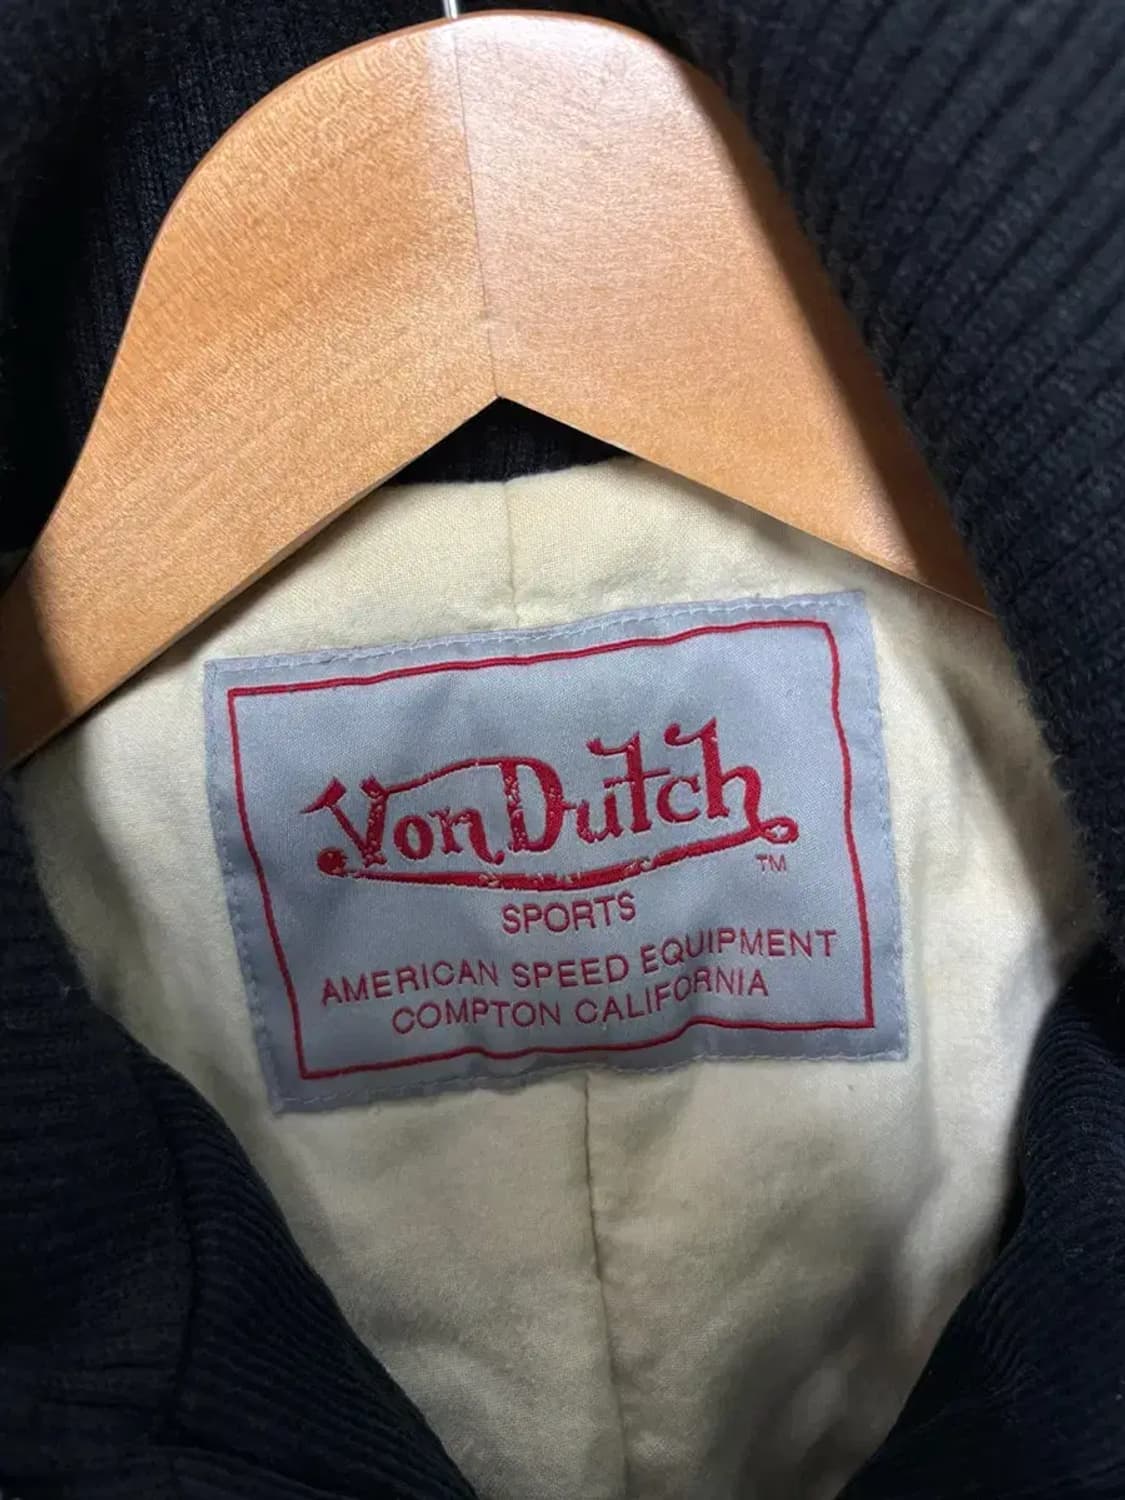 Von Dutch
TM
SPORTS
AMERICAN SPEED EQUIPMENT
COMPTON CALIFORNIA